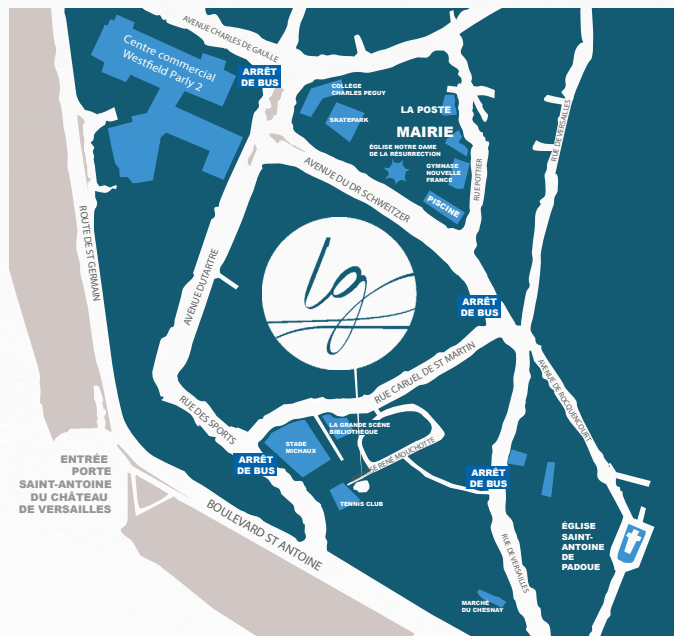 AVENUE CHARLES DE GAULLE
Centre commercial
Westfield Parly 2
ARRÊT
DE BUS
COLLÈGE
CHARLES PEGUY
SKATEPARK
LA POSTE
MAIRIE
ÉGLISE NOTRE DAME
DE LA RÉSURRECTION
GYMNASE
NOUVELLE
FRANCE
PISCINE
RUE POTTIER
RUE DE VERSAILLES
AVENUE DU DR SCHWEITZER
ROUTE DE ST GERMAIN
AVENUE DUTARTRE
lg
ARRÊT
DE BUS
RUE CARUEL DE ST MARTIN
AVENUE DE ROCQUENCOURT
RUE DES SPORTS
LA GRANDE SCÈNE
BIBLIOTHÈQUE
STADE
MICHAUX
ARRÊT
DE BUS
RENÉ MOUCHOTTE
ARRÊT
DE BUS
TENNIS CLUB
ENTRÉE
PORTE
SAINT-ANTOINE
DU CHÂTEAU
DE VERSAILLES
BOULEVARD ST ANTOINE
RUE DE VERSAILLES
ÉGLISE
SAINT-
ANTOINE
DE
PADOUE
MARCHÉ
DU CHESNAY